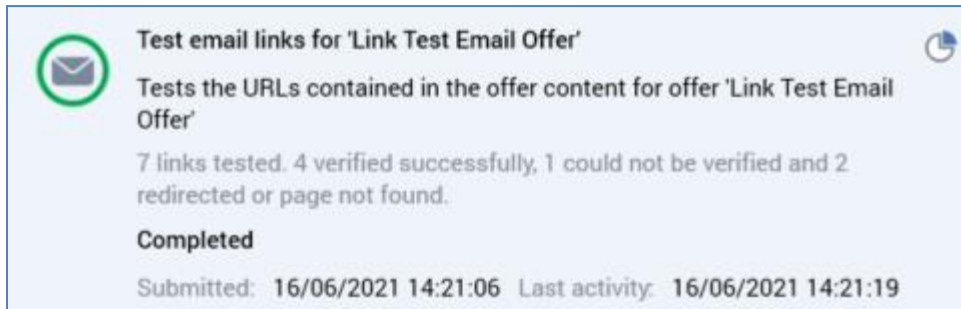 Test email links for 'Link Test Email Offer'
Tests the URLs contained in the offer content for offer 'Link Test Email
Offer'
7 links tested. 4 verified successfully, 1 could not be verified and 2
redirected or page not found.
Completed
Submitted: 16/06/2021 14:21:06 Last activity: 16/06/2021 14:21:19